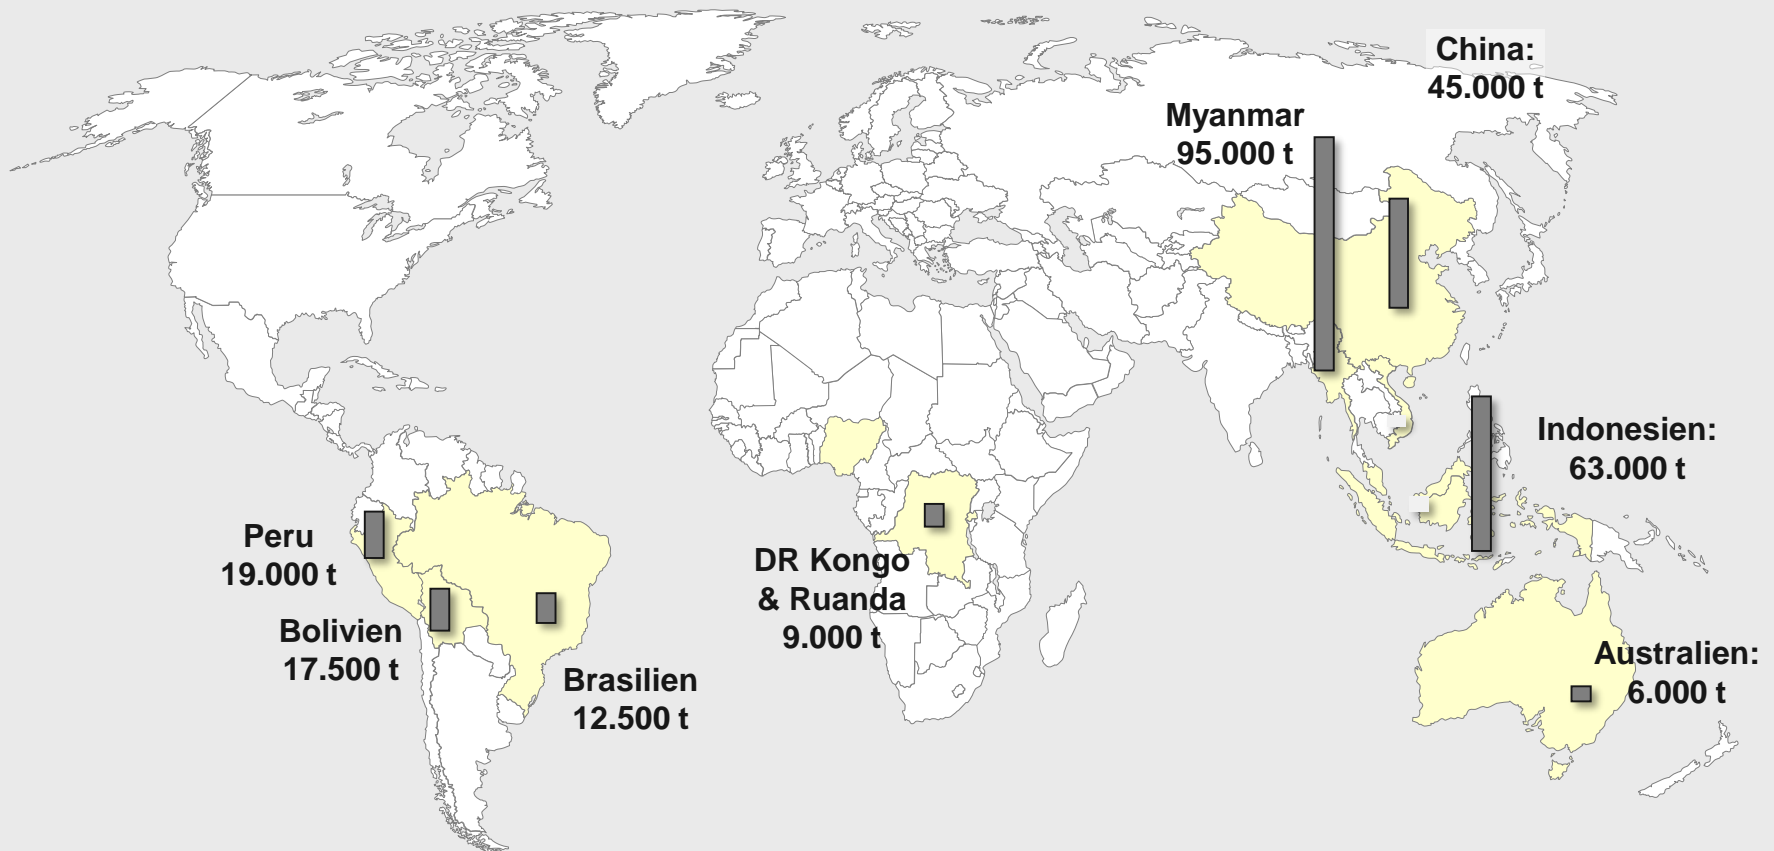 China:
45.000 t
Myanmar
95.000 t
Indonesien:
63.000 t
Peru
19.000 t
Bolivien
17.500 t
Brasilien
12.500 t
DR Kongo
& Ruanda
9.000 t
Australien:
6.000 t